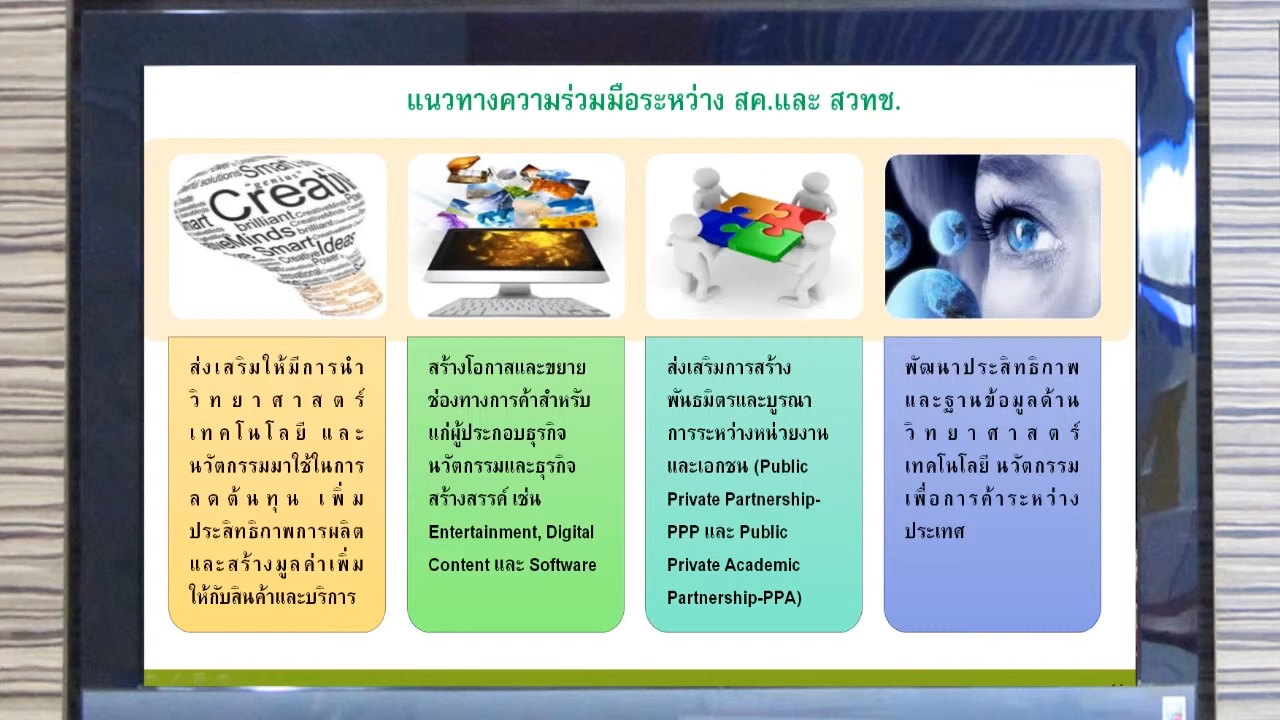 แนวทางความร่วมมือระหว่าง สค.และ สวทช.
solutions Smart
"genius"
Creativ
brilliant CreativeMinds
Minds
Smart Ideas
Creative Power
ส่งเสริมให้มีการนำ
วิทยาศาสตร์
เทคโนโลยี และ
นวัตกรรมมาใช้ในการ
ลดต้นทุน เพิ่ม
ประสิทธิภาพการผลิต
และสร้างมูลค่าเพิ่ม
ให้กับสินค้าและบริการ
สร้างโอกาสและขยาย
ช่องทางการค้าสำหรับ
แก่ผู้ประกอบธุรกิจ
นวัตกรรมและธุรกิจ
สร้างสรรค์ เช่น
Entertainment, Digital
Content และ Software
ส่งเสริมการสร้าง
พันธมิตรและบูรณา
การระหว่างหน่วยงาน
และเอกชน (Public
Private Partnership-
PPP และ Public
Private Academic
Partnership-PPA)
พัฒนาประสิทธิภาพ
และฐานข้อมูลด้าน
วิทยาศาสตร์
เทคโนโลยี นวัตกรรม
เพื่อการค้าระหว่าง
ประเทศ